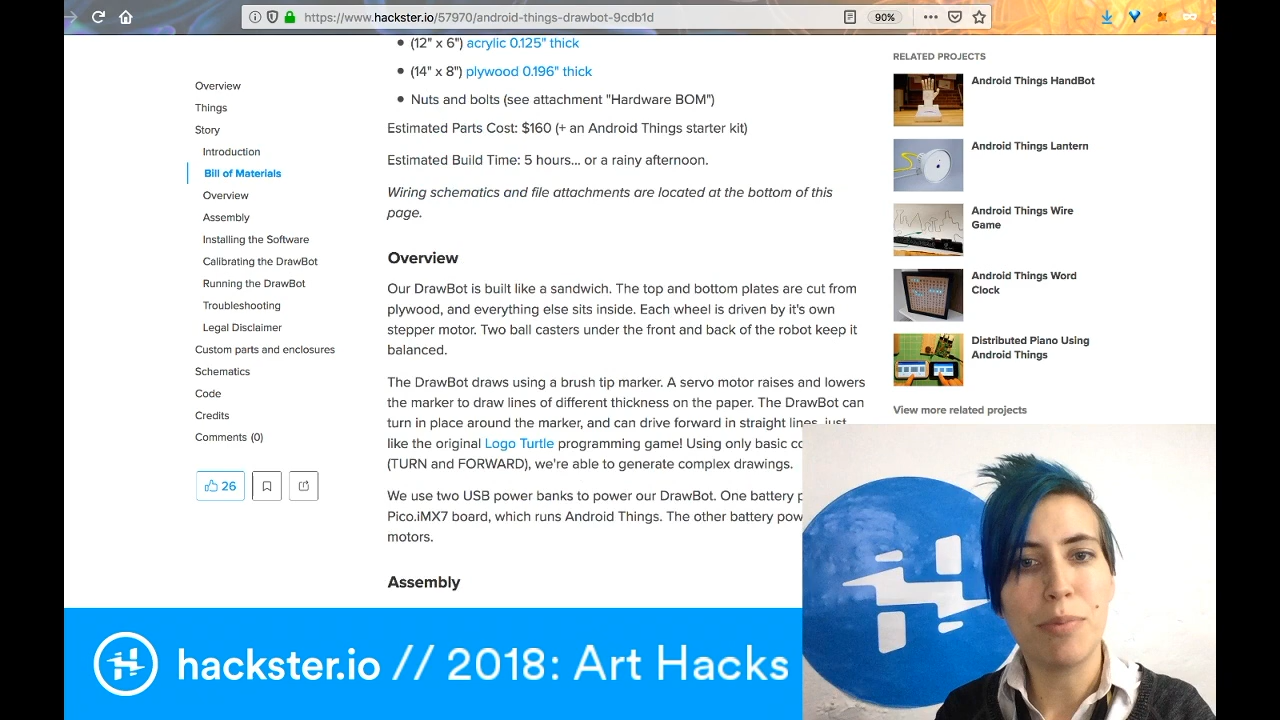 https://www.hackster.io/57970/android-things-drawbot-9cdb1d
90%
(12" x 6") acrylic 0.125" thick
(14" x 8") plywood 0.196" thick
Nuts and bolts (see attachment "Hardware BOM")
Estimated Parts Cost: $160 (+ an Android Things starter kit)
Estimated Build Time: 5 hours... or a rainy afternoon.
Wiring schematics and file attachments are located at the bottom of this
page.
Overview
Things
Story
Introduction
Bill of Materials
Overview
Assembly
Installing the Software
Calibrating the DrawBot
Running the DrawBot
Troubleshooting
Legal Disclaimer
Custom parts and enclosures
Schematics
Code
Credits
Comments (0)
26
Overview
Our DrawBot is built like a sandwich. The top and bottom plates are cut from
plywood, and everything else sits inside. Each wheel is driven by it's own
stepper motor. Two ball casters under the front and back of the robot keep it
balanced.
The DrawBot draws using a brush tip marker. A servo motor raises and lowers
the marker to draw lines of different thickness on the paper. The DrawBot can
turn in place around the marker, and can drive forward in straight lines, just
like the original Logo Turtle programming game! Using only basic
(TURN and FORWARD), we're able to generate complex drawings.
We use two USB power banks to power our DrawBot. One battery
Pico.iMX7 board, which runs Android Things. The other battery
motors.
Assembly
RELATED PROJECTS
Android Things HandBot
Android Things Lantern
Android Things Wire
Game
Android Things Word
Clock
Distributed Piano Using
Android Things
View more related projects
hackster.io // 2018: Art Hacks